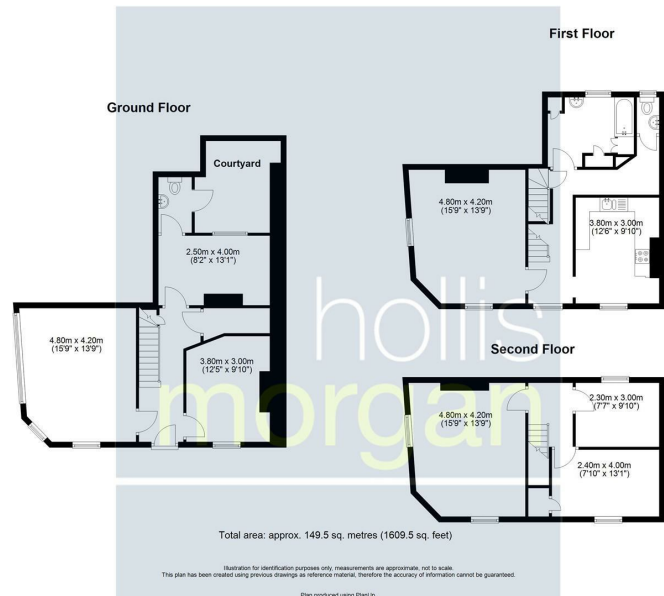 First Floor
Ground Floor
Courtyard
4.80m x 4.20m
(15'9" x 13'9")
3.80m x 3.00m
(12'6" x 9'10")
2.50m x 4.00m
(8'2" x 13'1")
hollis
morgan
4.80m x 4.20m
(15'9" x 13'9")
3.80m x 3.00m
(12'5" x 9'10")
Second Floor
4.80m x 4.20m
(15'9" x 13'9")
2.30m x 3.00m
(7'7" x 9'10")
2.40m x 4.00m
(7'10" x 13'1")
Total area: approx. 149.5 sq. metres (1609.5 sq. feet)
Illustration for identification purposes only, measurements are approximate, not to scale.
This plan has been created using previous drawings as reference material, therefore the accuracy of information cannot be guaranteed.
Plan produced using PlanUp.